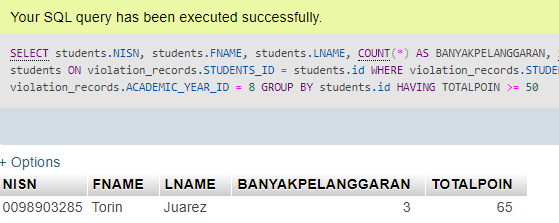 Your SQL query has been executed successfully.
SELECT students.NISN, students.FNAME, students.LNAME, COUNT(*) AS BANYAKPELANGGARAN,
students ON violation_records.STUDENTS_ID = students.id WHERE violation_records.STUDE
violation_records.ACADEMIC_YEAR_ID = 8 GROUP BY students.id HAVING TOTALPOIN >= 50
+ Options
NISN FNAME LNAME BANYAKPELANGGARAN TOTALPOIN
0098903285 Torin Juarez 3 65